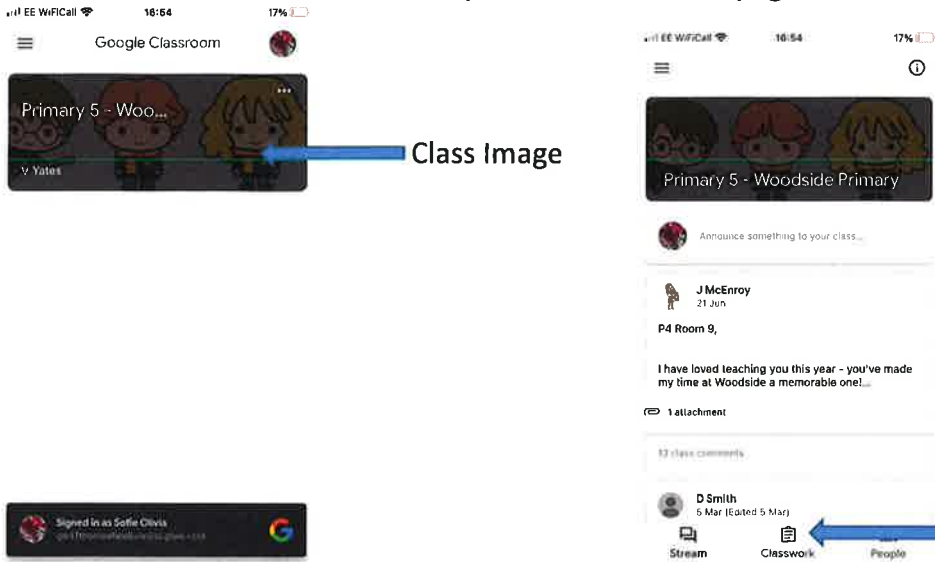 EE WiFiCall 16:54 17%
Google Classroom
Primary 5 - Woo...
V Yates
Class Image
Signed in as Sofie Olivia
EE WiFiCall 16:54 17%
Primary 5 - Woodside Primary
Announce something to your class...
J McEnroy
21 Jun
P4 Room 9,
I have loved teaching you this year - you've made
my time at Woodside a memorable one!...
1 attachment
class comments
D Smith
5 Mar (Edited 5 Mar)
Stream Classwork People